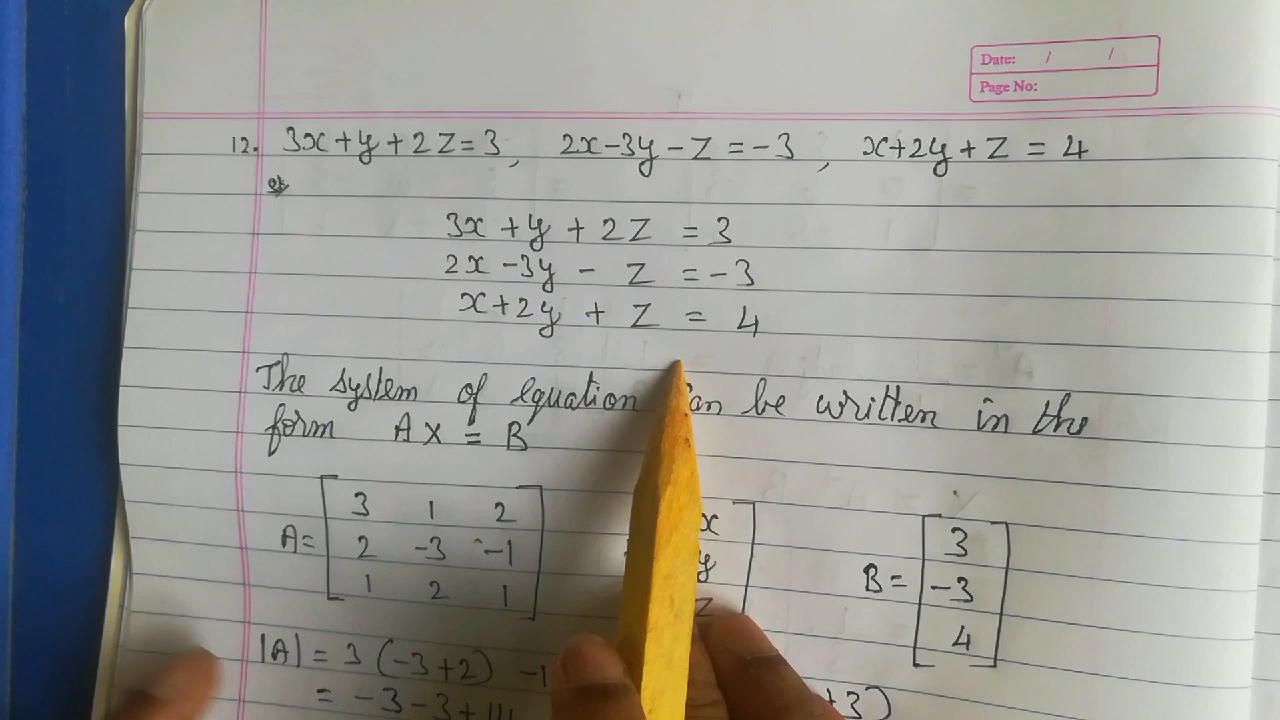 Date: / /
Page No:
12. 3x+y+2z=3, 2x-3y-z=-3, x+2y+z=4
3x+y+2z = 3
2x-3y-z = -3
x+2y+z = 4
The system of equation can be written in the
form AX = B
A= [3 1 2
2 -3 -1
1 2 1]
x
y
z]
B= [3
-3
4]
|A| = 3(-3+2) -1 +3)
= -3-3+14